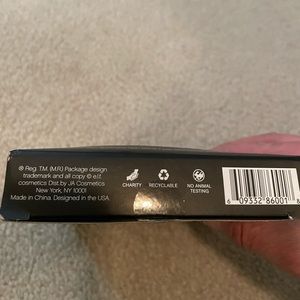 ® Reg. T.M. (M.R) Package design
trademark and all copy © e.l.f.
cosmetics Dist.by JA Cosmetics
New York, NY 10001
Made in China. Designed in the USA.
CHARITY
RECYCLABLE
NO ANIMAL
TESTING
6 09332 86001 8